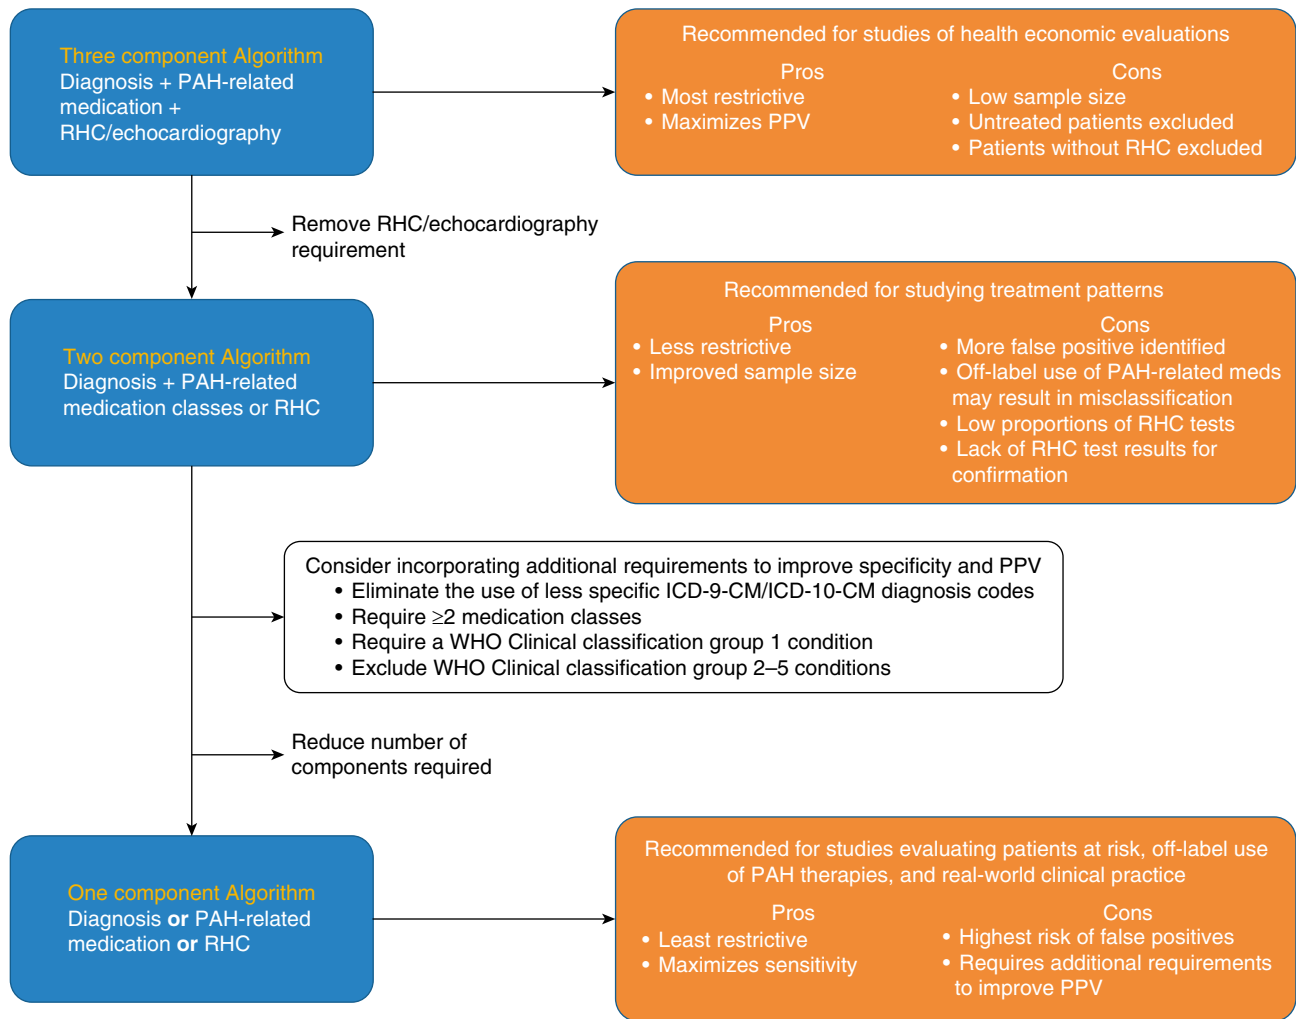 Three component Algorithm
Diagnosis + PAH-related
medication +
RHC/echocardiography
Recommended for studies of health economic evaluations
Pros
• Most restrictive
• Maximizes PPV
Cons
• Low sample size
• Untreated patients excluded
• Patients without RHC excluded
Remove RHC/echocardiography
requirement
Two component Algorithm
Diagnosis + PAH-related
medication classes or RHC
Recommended for studying treatment patterns
Pros
• Less restrictive
• Improved sample size
Cons
• More false positive identified
• Off-label use of PAH-related meds
may result in misclassification
• Low proportions of RHC tests
• Lack of RHC test results for
confirmation
Consider incorporating additional requirements to improve specificity and PPV
• Eliminate the use of less specific ICD-9-CM/ICD-10-CM diagnosis codes
• Require ≥2 medication classes
• Require a WHO Clinical classification group 1 condition
• Exclude WHO Clinical classification group 2–5 conditions
Reduce number of
components required
One component Algorithm
Diagnosis or PAH-related
medication or RHC
Recommended for studies evaluating patients at risk, off-label use
of PAH therapies, and real-world clinical practice
Pros
• Least restrictive
• Maximizes sensitivity
Cons
• Highest risk of false positives
• Requires additional requirements
to improve PPV